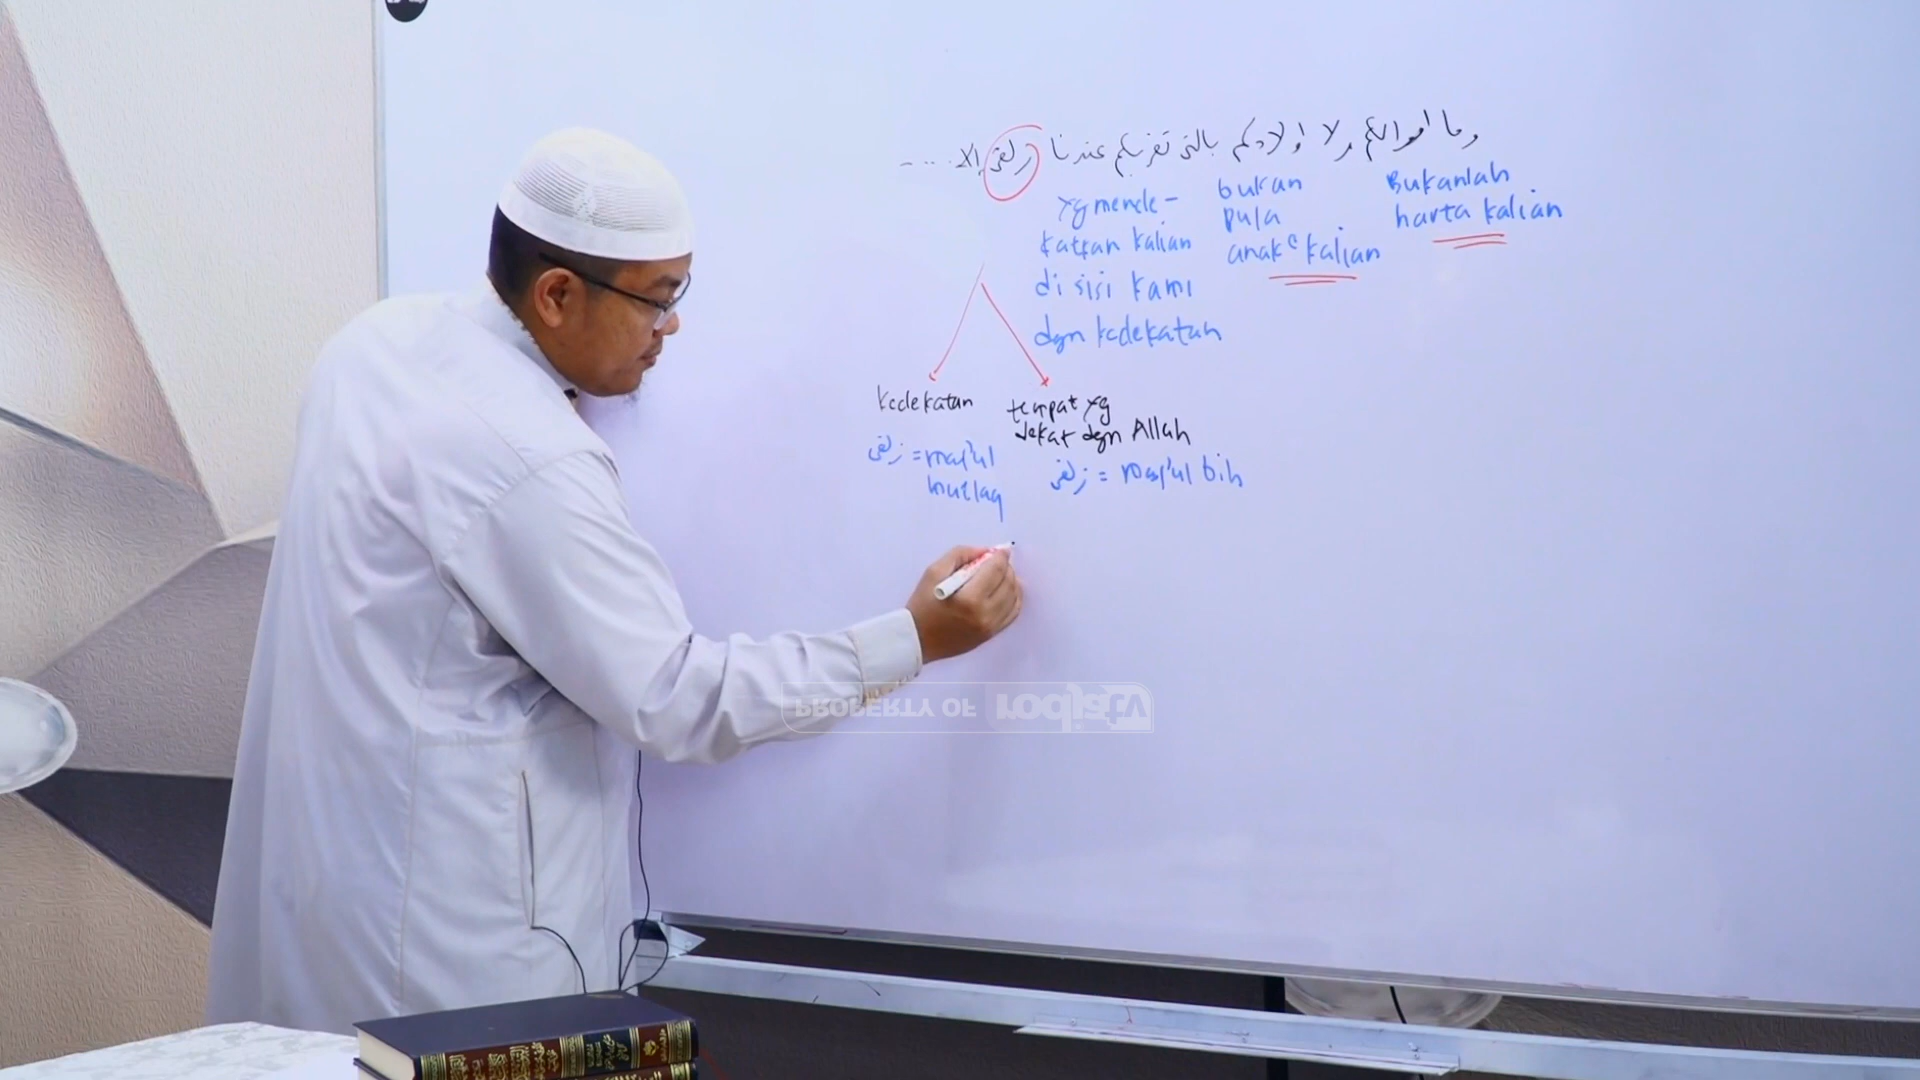 وما اموالكم ولا اولادكم بالتي تقربكم عندنا زلفى إلا ....
Bukanlah
harta kalian
bukan
pula
anak² kalian
yg mende-
katkan kalian
di sisi kami
dgn kedekatan
kedekatan
زلفى = maf'ul
mutlaq
tempat yg
dekat dgn Allah
زلفى = maf'ul bih
PROPERTY OF